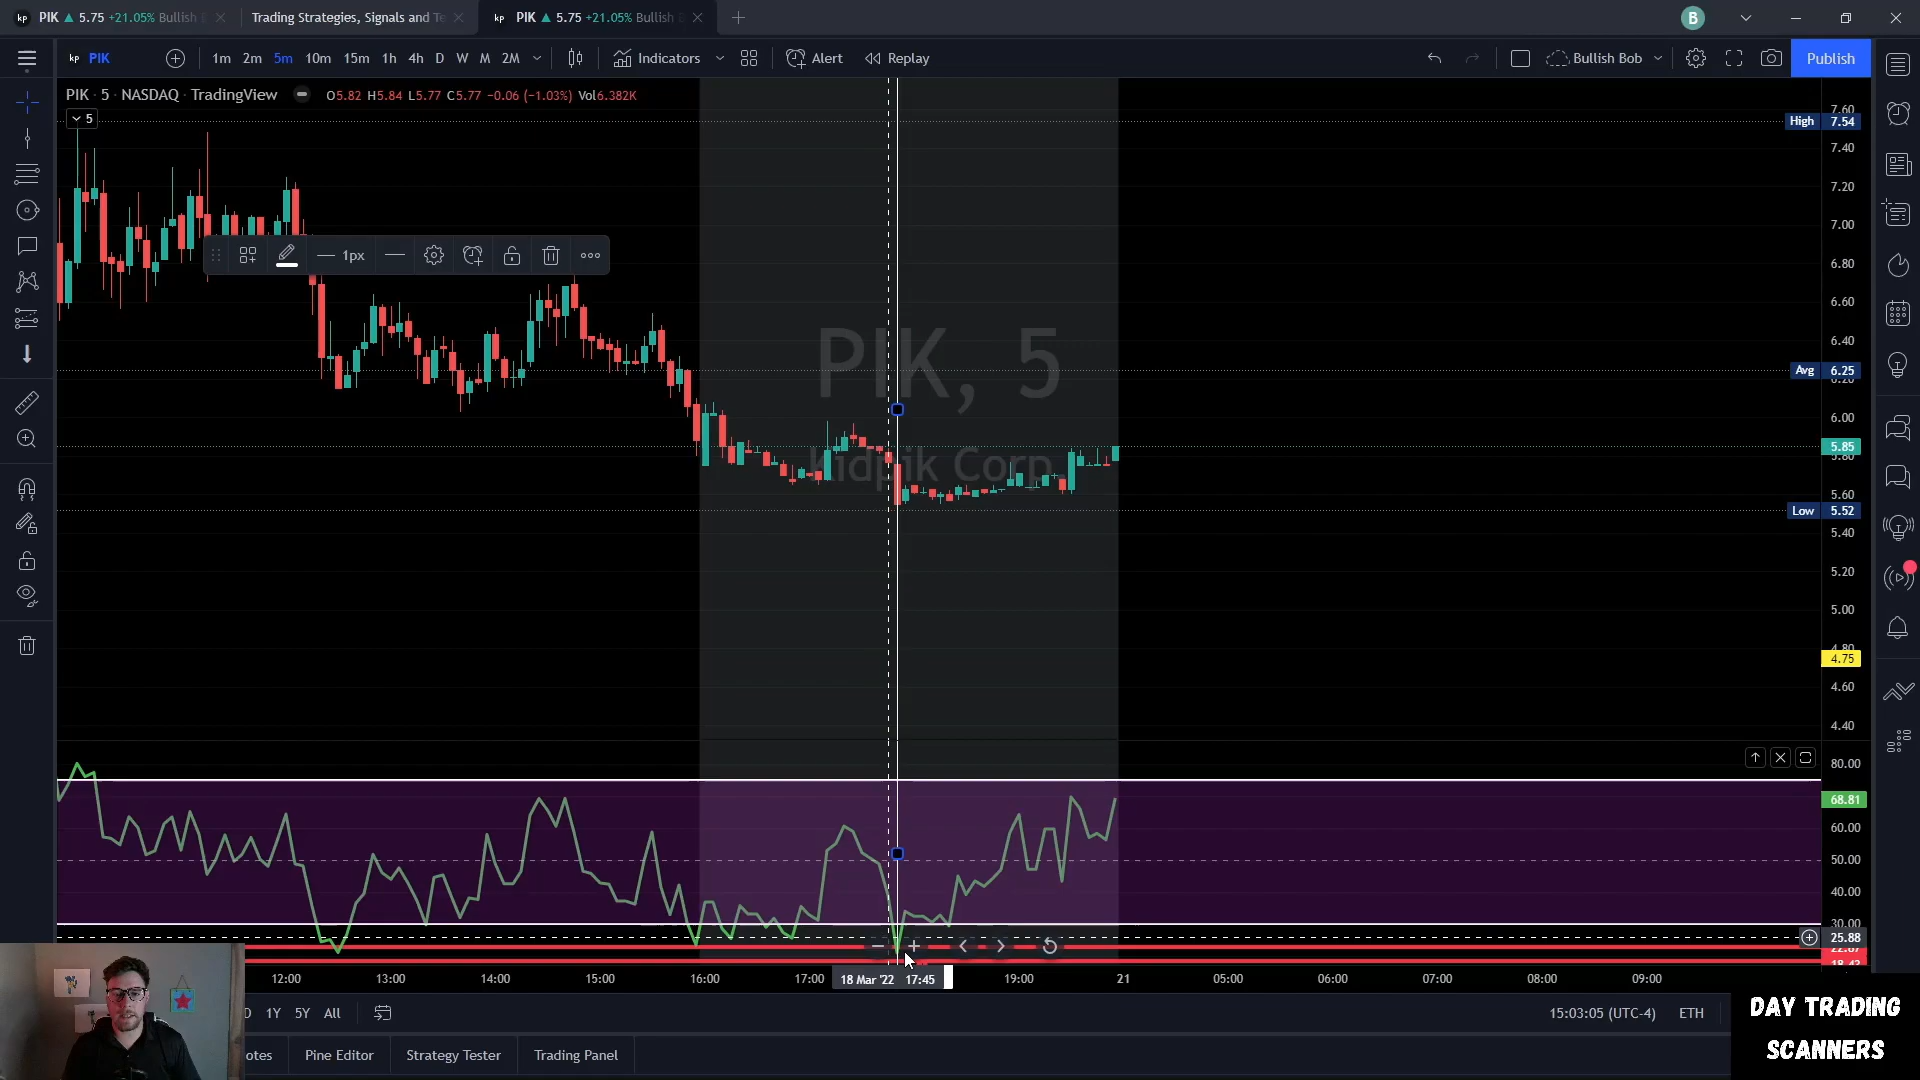 kp PIK ▲ 5.75 +21.05% Bullish
Trading Strategies, Signals and Te
kp PIK ▲ 5.75 +21.05% Bullish
B
kp PIK 1m 2m 5m 10m 15m 1h 4h D W M 2M Indicators Alert Replay Bullish Bob Publish
PIK · 5 · NASDAQ · TradingView O5.82 H5.84 L5.77 C5.77 −0.06 (−1.03%) Vol6.382K
5
1px
PIK, 5
Kidpik Corp
7.60
High 7.54
7.40
7.20
7.00
6.80
6.60
6.40
Avg 6.25
6.20
6.00
5.85
5.80
5.60
Low 5.52
5.40
5.20
5.00
4.80
4.75
4.60
4.40
80.00
68.81
60.00
50.00
40.00
30.00
25.88
12:00 13:00 14:00 15:00 16:00 17:00 18 Mar '22 17:45 19:00 21 05:00 06:00 07:00 08:00 09:00
D 1Y 5Y All 15:03:05 (UTC-4) ETH
otes Pine Editor Strategy Tester Trading Panel
DAY TRADING
SCANNERS